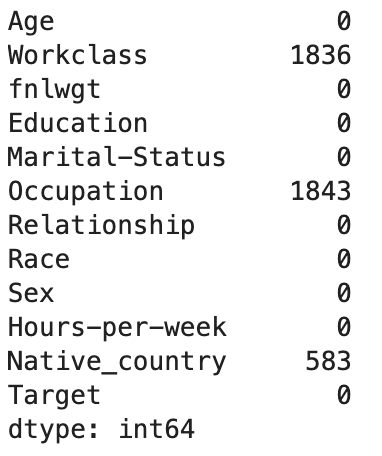 Age 0
Workclass 1836
fnlwgt 0
Education 0
Marital-Status 0
Occupation 1843
Relationship 0
Race 0
Sex 0
Hours-per-week 0
Native_country 583
Target 0
dtype: int64